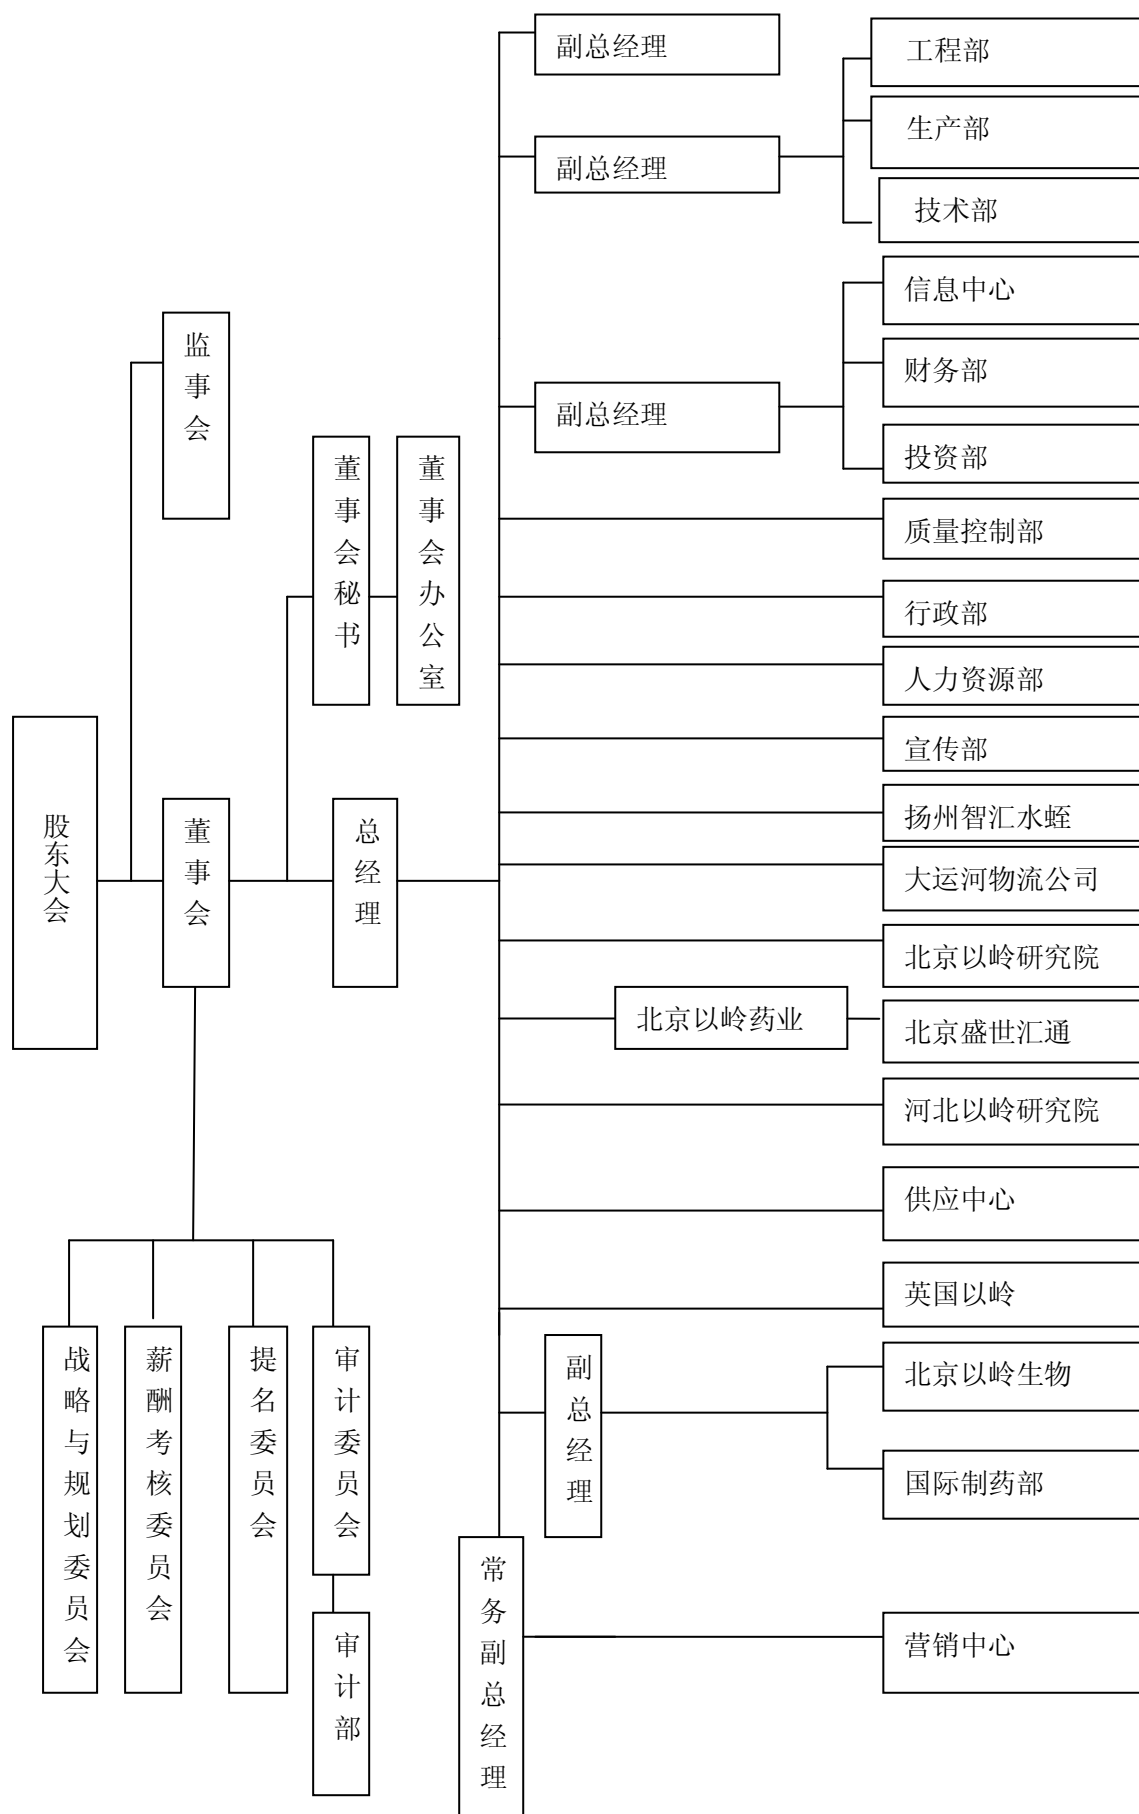 副总经理
工程部
生产部
副总经理
技术部
信息中心
监事会
财务部
副总经理
董事会秘书
董事会办公室
投资部
质量控制部
行政部
人力资源部
宣传部
股东大会
董事会
总经理
扬州智汇水蛭
大运河物流公司
北京以岭研究院
北京以岭药业
北京盛世汇通
河北以岭研究院
供应中心
英国以岭
战略与规划委员会
薪酬考核委员会
提名委员会
审计委员会
副总经理
北京以岭生物
国际制药部
常务副总经理
审计部
营销中心